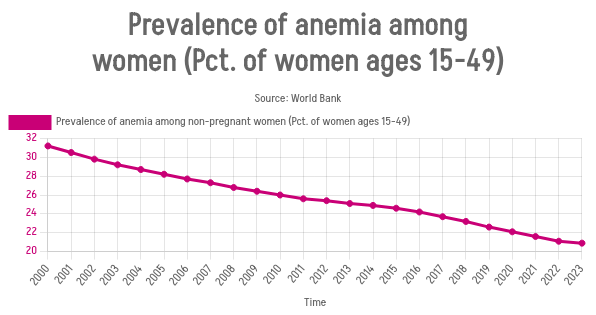 Prevalence of anemia among
women (Pct. of women ages 15-49)
Source: World Bank
Prevalence of anemia among non-pregnant women (Pct. of women ages 15-49)
32
30
28
26
24
22
20
2000 2001 2002 2003 2004 2005 2006 2007 2008 2009 2010 2011 2012 2013 2014 2015 2016 2017 2018 2019 2020 2021 2022 2023
Time